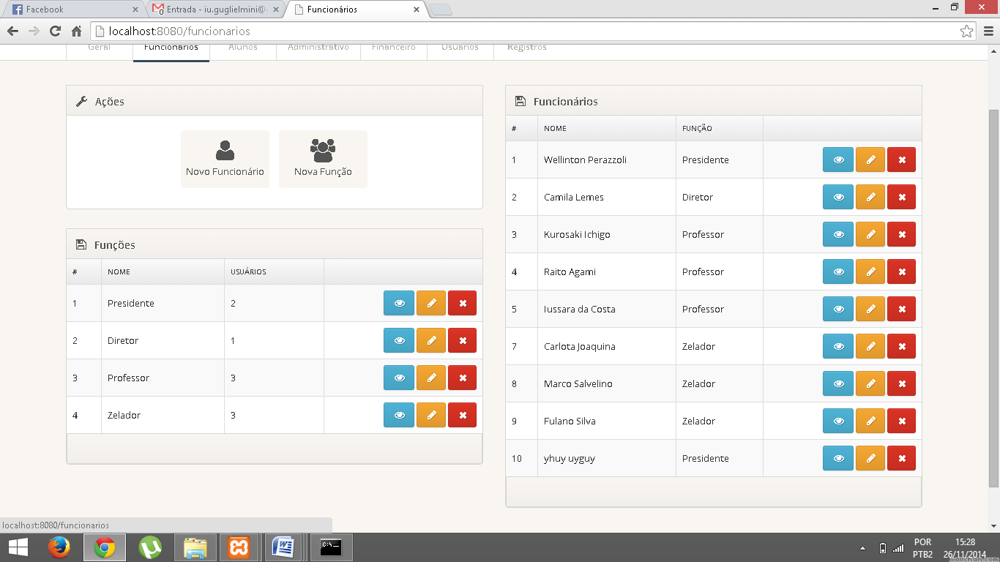 Facebook
Entrada - iu.guglielmini@
Funcionários
localhost:8080/funcionarios
Geral Funcionários Alunos Administrativo Financeiro Usuários Registros
Ações
Novo Funcionário
Nova Função
Funções
# NOME USUÁRIOS
1 Presidente 2
2 Diretor 1
3 Professor 3
4 Zelador 3
Funcionários
# NOME FUNÇÃO
1 Wellinton Perazzoli Presidente
2 Camila Lemes Diretor
3 Kurosaki Ichigo Professor
4 Raito Agami Professor
5 Iussara da Costa Professor
7 Carlota Joaquina Zelador
8 Marco Salvelino Zelador
9 Fulano Silva Zelador
10 yhuy uyguy Presidente
localhost:8080/funcionarios
C:\_
POR
PTB2
15:28
26/11/2014